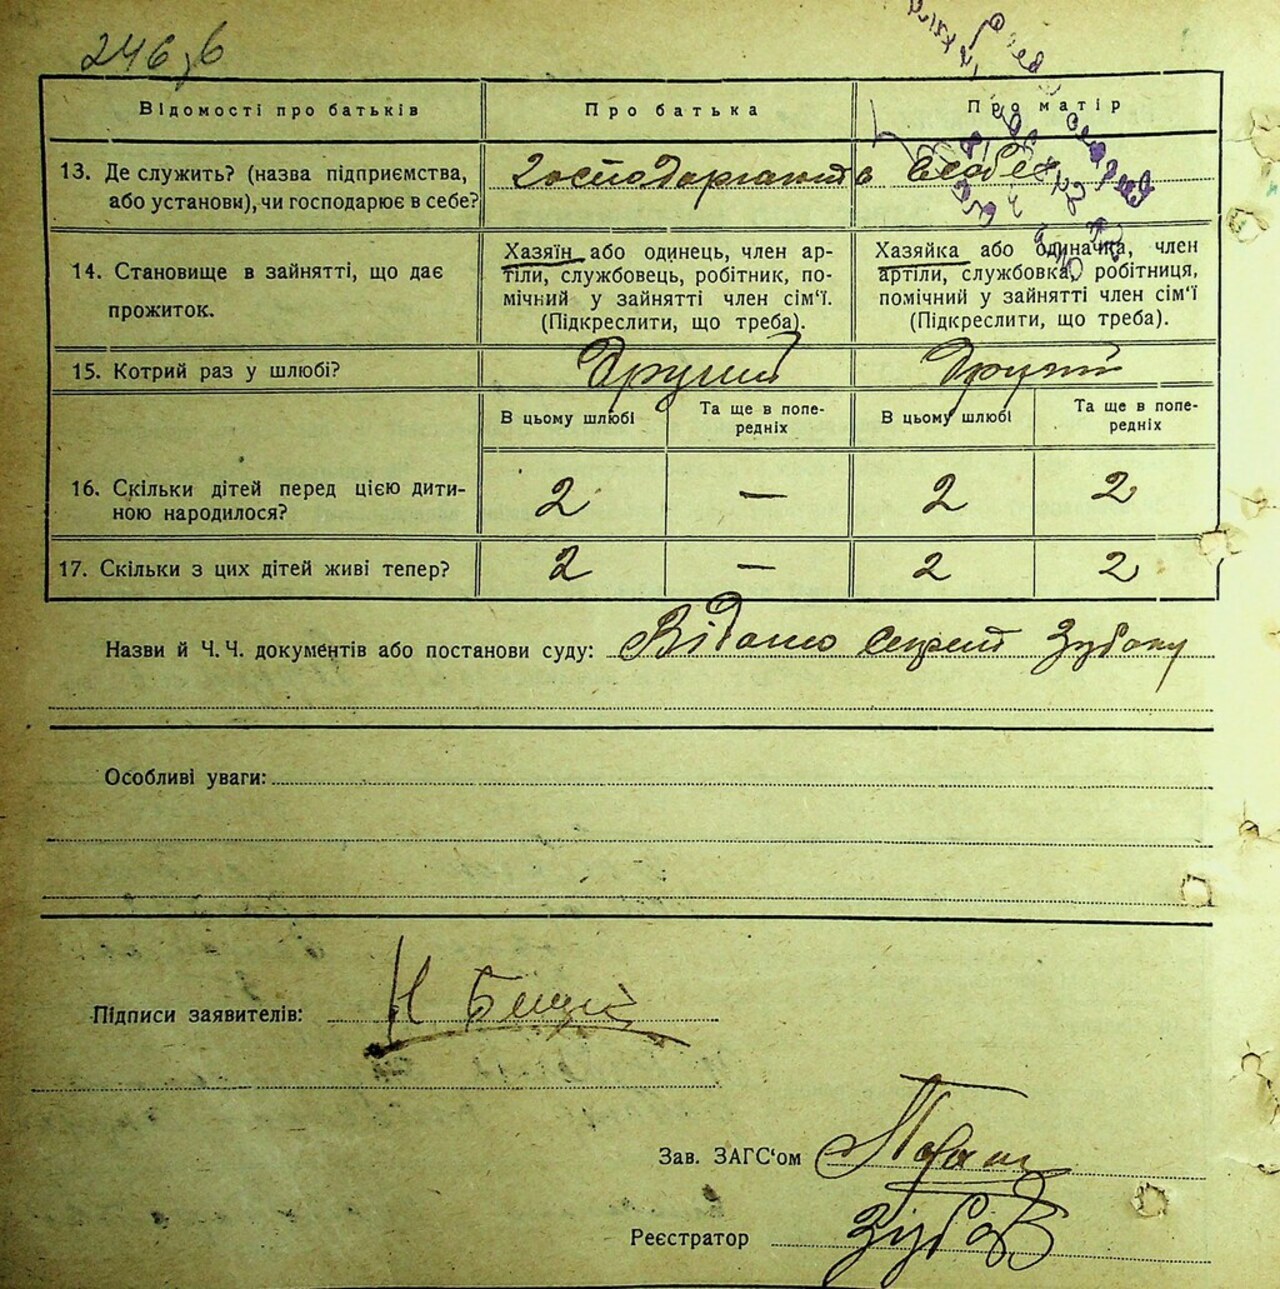 246
Відомості про батьків
Про батька
Про матір
13. Де служить? (назва підприємства,
або установи), чи господарює в себе?
Господарюють в
себе
14. Становище в зайнятті, що дає
прожиток.
Хазяїн або одинець, член ар-
тілі, службовець, робітник, по-
мічний у зайнятті член сім'ї.
(Підкреслити, що треба).
Хазяйка або одиначка, член
артіли, службовка, робітниця,
помічний у зайнятті член сім'ї
(Підкреслити, що треба).
15. Котрий раз у шлюбі?
Другий
Другий
В цьому шлюбі
Та ще в попе-
редніх
В цьому шлюбі
Та ще в попе-
редніх
16. Скільки дітей перед цією дити-
ною народилося?
2
—
2
2
17. Скільки з цих дітей живі тепер?
2
—
2
2
Назви й Ч. Ч. документів або постанови суду: Відомо
Особливі уваги:
Підписи заявителів:
Зав. ЗАГС'ом
Реєстратор